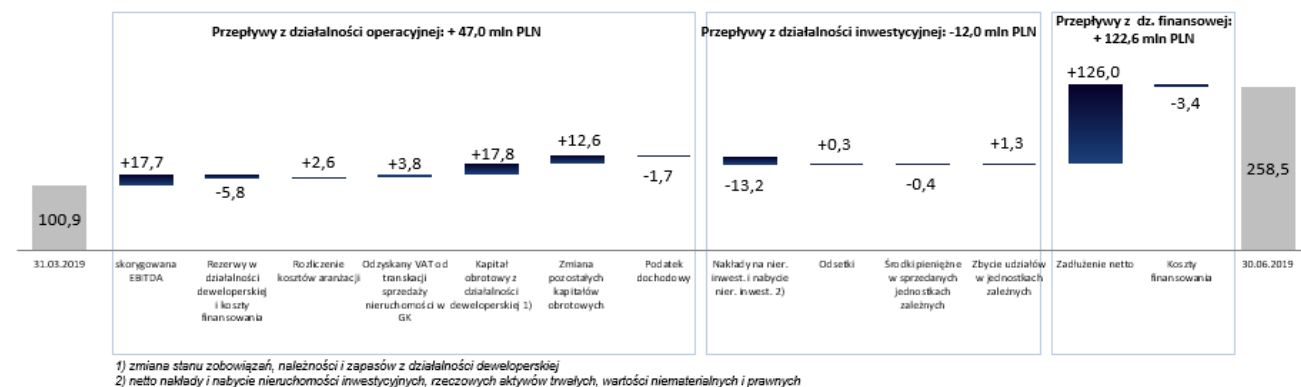 Przepływy z działalności operacyjnej: + 47,0 mln PLN
Przepływy z działalności inwestycyjnej: -12,0 mln PLN
Przepływy z dz. finansowej:
+ 122,6 mln PLN
100,9
+17,7
-5,8
+2,6
+3,8
+17,8
+12,6
-1,7
-13,2
+0,3
-0,4
+1,3
+126,0
-3,4
258,5
31.03.2019
skorygowana
EBITDA
Rezerwy w
działalności
deweloperskiej
i koszty
finansowania
Rozliczenie
kosztów aranżacji
Odzyskany VAT od
transkacji
sprzedaży
nieruchomości w
GK
Kapitał
obrotowy z
działalności
deweloperskiej 1)
Zmiana
pozostałych
kapitałów
obrotowych
Podatek
dochodowy
Nakłady na nier.
inwest. i nabycie
nier. inwest. 2)
Odsetki
Środki pieniężne
w sprzedanych
jednostkach
zależnych
Zbycie udziałów
w jednostkach
zależnych
Zadłużenie netto
Koszty
finansowania
30.06.2019
1) zmiana stanu zobowiązań, należności i zapasów z działalności deweloperskiej
2) netto nakłady i nabycie nieruchomości inwestycyjnych, rzeczowych aktywów trwałych, wartości niematerialnych i prawnych